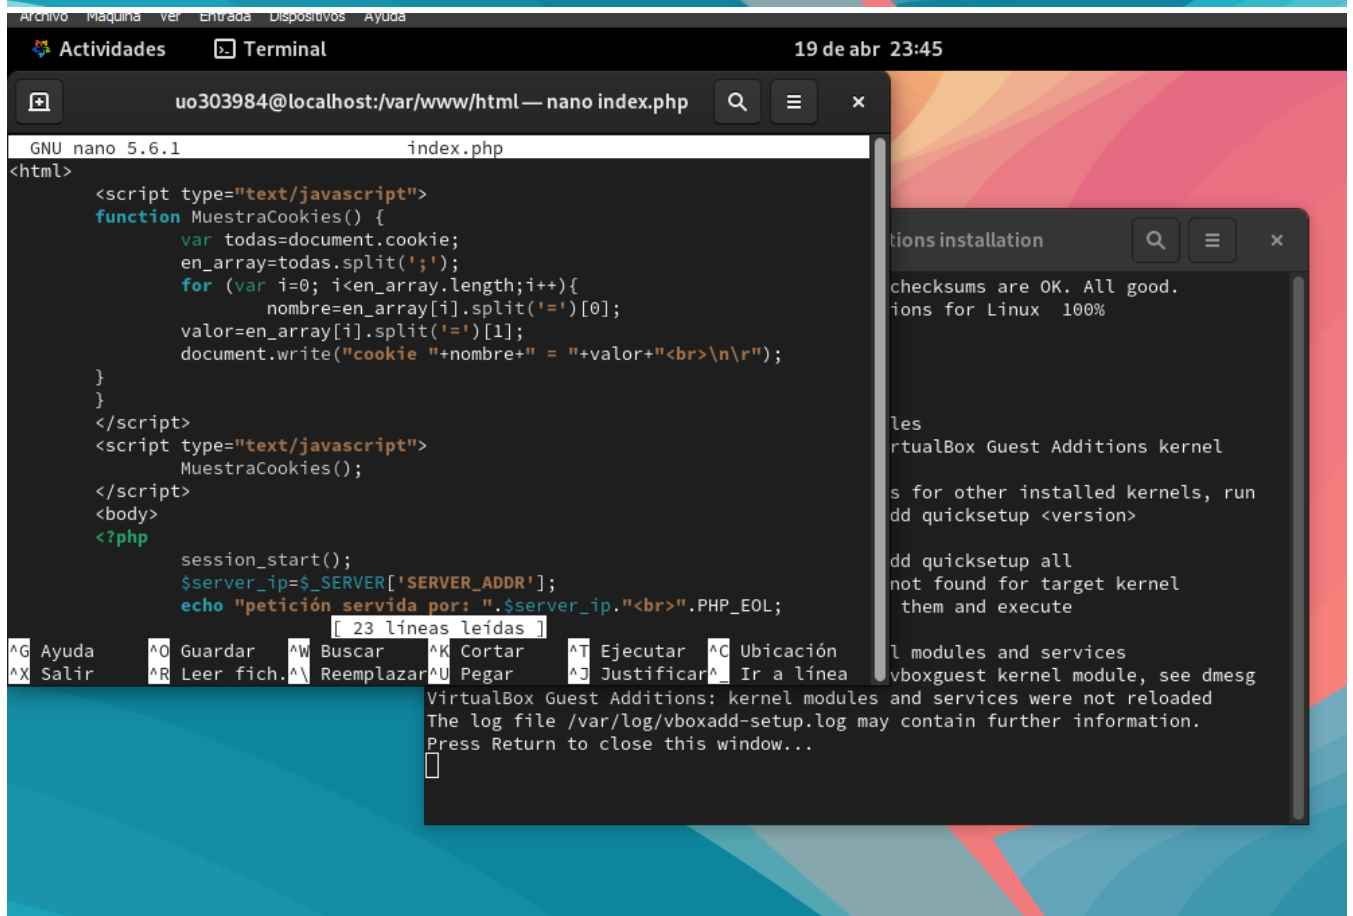 Archivo Máquina Ver Entrada Dispositivos Ayuda
Actividades Terminal 19 de abr 23:45
uo303984@localhost:/var/www/html — nano index.php
GNU nano 5.6.1 index.php
<html>
<script type="text/javascript">
function MuestraCookies() {
var todas=document.cookie;
en_array=todas.split(';');
for (var i=0; i<en_array.length;i++){
nombre=en_array[i].split('=')[0];
valor=en_array[i].split('=')[1];
document.write("cookie "+nombre+" = "+valor+"<br>\n\r");
}
}
</script>
<script type="text/javascript">
MuestraCookies();
</script>
<body>
<?php
session_start();
$server_ip=$_SERVER['SERVER_ADDR'];
echo "petición servida por: ".$server_ip."<br>".PHP_EOL;
[ 23 líneas leídas ]
^G Ayuda ^O Guardar ^W Buscar ^K Cortar ^T Ejecutar ^C Ubicación
^X Salir ^R Leer fich. ^\ Reemplazar ^U Pegar ^J Justificar ^_ Ir a línea
tions installation
checksums are OK. All good.
ions for Linux 100%
les
rtualBox Guest Additions kernel
s for other installed kernels, run
dd quicksetup <version>
dd quicksetup all
not found for target kernel
them and execute
l modules and services
vboxguest kernel module, see dmesg
VirtualBox Guest Additions: kernel modules and services were not reloaded
The log file /var/log/vboxadd-setup.log may contain further information.
Press Return to close this window...